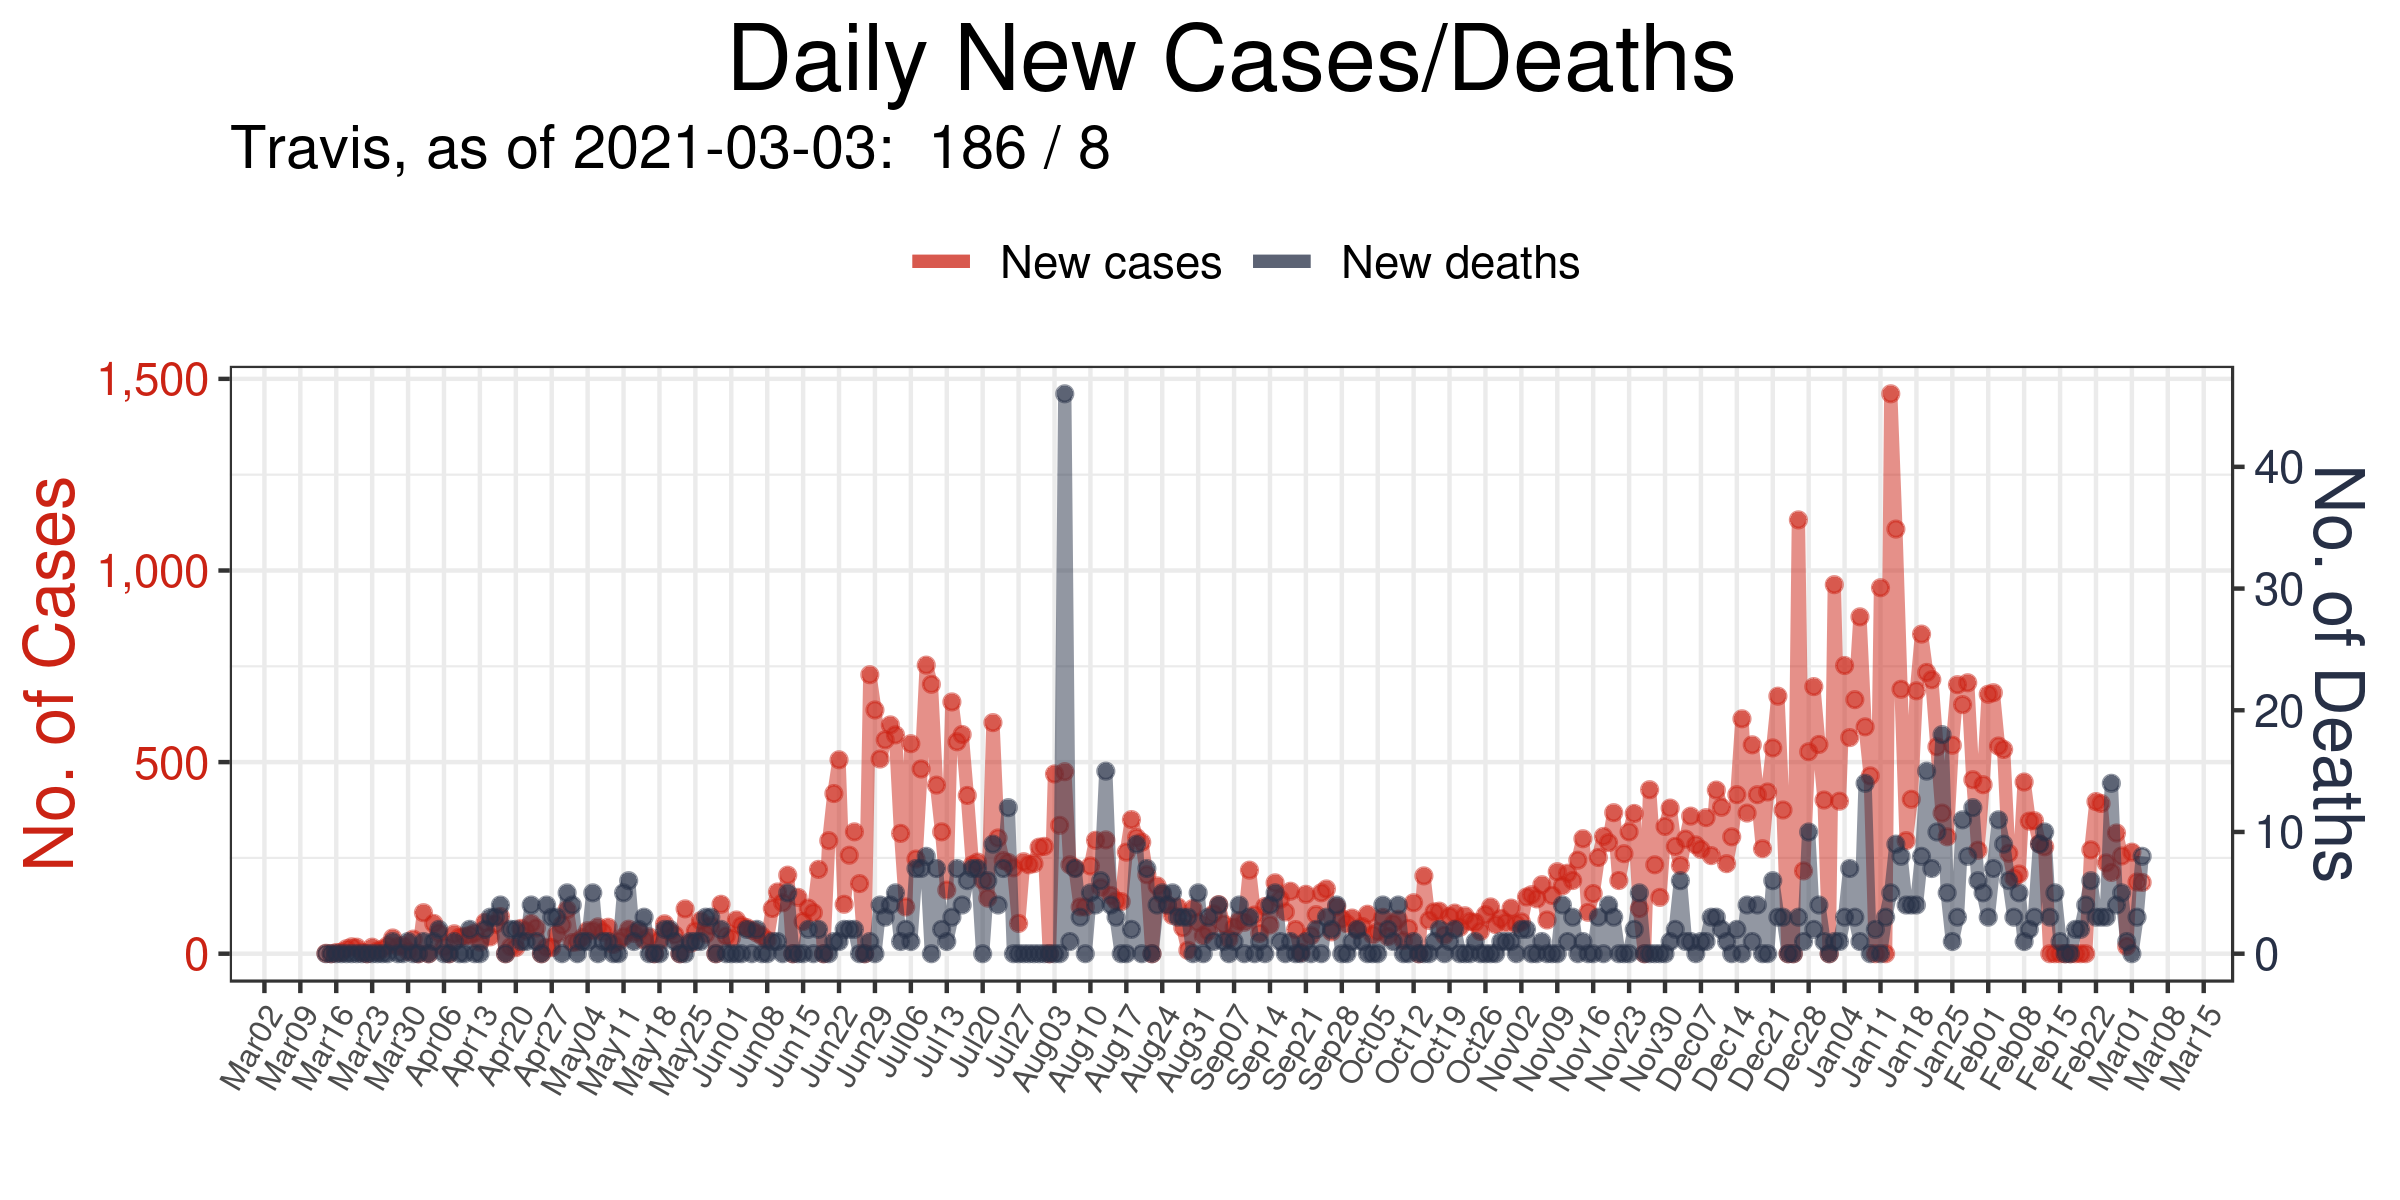 Daily New Cases/Deaths
Travis, as of 2021-03-03:  186 / 8
New cases
New deaths
No. of Cases
1,500
1,000
500
0
40
30
20
10
0
No. of Deaths
Mar02
Mar09
Mar16
Mar23
Mar30
Apr06
Apr13
Apr20
Apr27
May04
May11
May18
May25
Jun01
Jun08
Jun15
Jun22
Jun29
Jul06
Jul13
Jul20
Jul27
Aug03
Aug10
Aug17
Aug24
Aug31
Sep07
Sep14
Sep21
Sep28
Oct05
Oct12
Oct19
Oct26
Nov02
Nov09
Nov16
Nov23
Nov30
Dec07
Dec14
Dec21
Dec28
Dec04
Jan11
Jan18
Jan25
Feb01
Feb08
Feb15
Feb22
Mar01
Mar08
Mar15